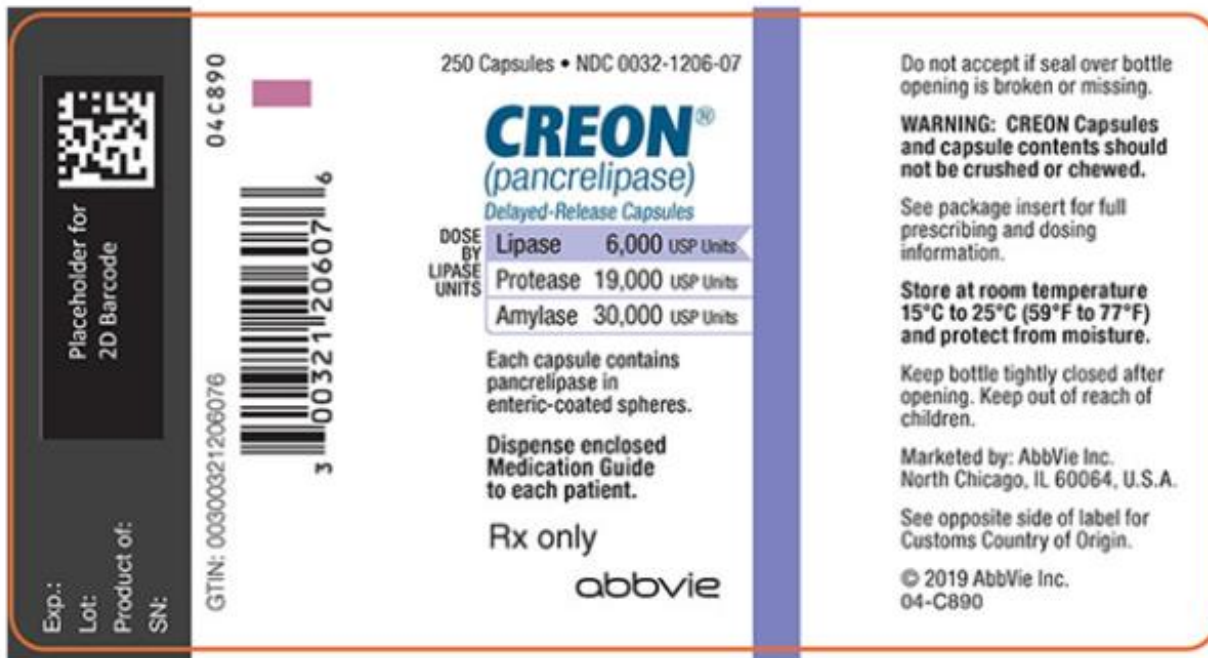 Placeholder for
2D Barcode
Exp.:
Lot:
Product of:
SN:
04C890
3 00321 20607 6
GTIN: 00300321206076
250 Capsules • NDC 0032-1206-07
CREON®
(pancrelipase)
Delayed-Release Capsules
DOSE
BY
LIPASE
UNITS
Lipase 6,000 USP Units
Protease 19,000 USP Units
Amylase 30,000 USP Units
Each capsule contains
pancrelipase in
enteric-coated spheres.
Dispense enclosed
Medication Guide
to each patient.
Rx only
abbvie
Do not accept if seal over bottle
opening is broken or missing.
WARNING: CREON Capsules
and capsule contents should
not be crushed or chewed.
See package insert for full
prescribing and dosing
information.
Store at room temperature
15°C to 25°C (59°F to 77°F)
and protect from moisture.
Keep bottle tightly closed after
opening. Keep out of reach of
children.
Marketed by: AbbVie Inc.
North Chicago, IL 60064, U.S.A.
See opposite side of label for
Customs Country of Origin.
© 2019 AbbVie Inc.
04-C890